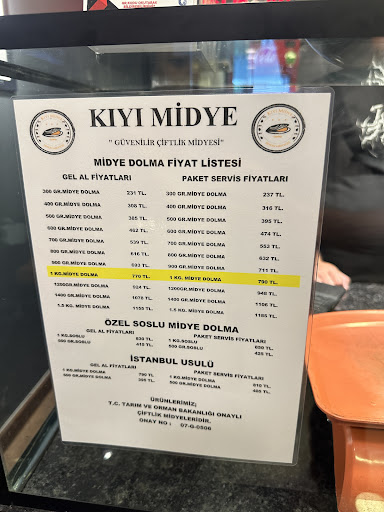 KIYI MİDYE
" GÜVENİLİR ÇİFTLİK MİDYESİ"
MİDYE DOLMA FİYAT LİSTESİ
GEL AL FİYATLARI PAKET SERVİS FİYATLARI
300 GR.MİDYE DOLMA 231 TL. 300 GR.MİDYE DOLMA 237 TL.
400 GR.MİDYE DOLMA 308 TL. 400 GR.MİDYE DOLMA 316 TL.
500 GR.MİDYE DOLMA 385 TL. 500 GR.MİDYE DOLMA 395 TL.
600 GR.MİDYE DOLMA 462 TL. 600 GR.MİDYE DOLMA 474 TL.
700 GR.MİDYE DOLMA 539 TL. 700 GR.MİDYE DOLMA 553 TL.
800 GR.MİDYE DOLMA 616 TL. 800 GR.MİDYE DOLMA 632 TL.
900 GR.MİDYE DOLMA 693 TL. 900 GR.MİDYE DOLMA 711 TL.
1 KG.MİDYE DOLMA 770 TL. 1 KG. MİDYE DOLMA 790 TL.
1200GR.MİDYE DOLMA 924 TL. 1200GR.MİDYE DOLMA 948 TL.
1400 GR.MİDYE DOLMA 1078 TL. 1400 GR.MİDYE DOLMA 1106 TL.
1.5 KG.MİDYE DOLMA 1155 TL. 1.5 KG. MİDYE DOLMA 1185 TL.
ÖZEL SOSLU MİDYE DOLMA
GEL AL FİYATLARI PAKET SERVİS FİYATLARI
1 KG.SOSLU TL. 1 KG.SOSLU TL.
500 GR.SOSLU TL. 500 GR.SOSLU 425 TL.
İSTANBUL USULÜ
GEL AL FİYATLARI PAKET SERVİS FİYATLARI
1 KG.MİDYE DOLMA 790 TL. 1 KG.MİDYE DOLMA 810 TL.
500 GR.MİDYE DOLMA 395 TL. 500 GR.MİDYE DOLMA 405 TL.
ÜRÜNLERİMİZ;
T.C. TARIM VE ORMAN BAKANLIĞI ONAYLI
ÇİFTLİK MİDYELERİDİR.
ONAY NO : 07-G-0506